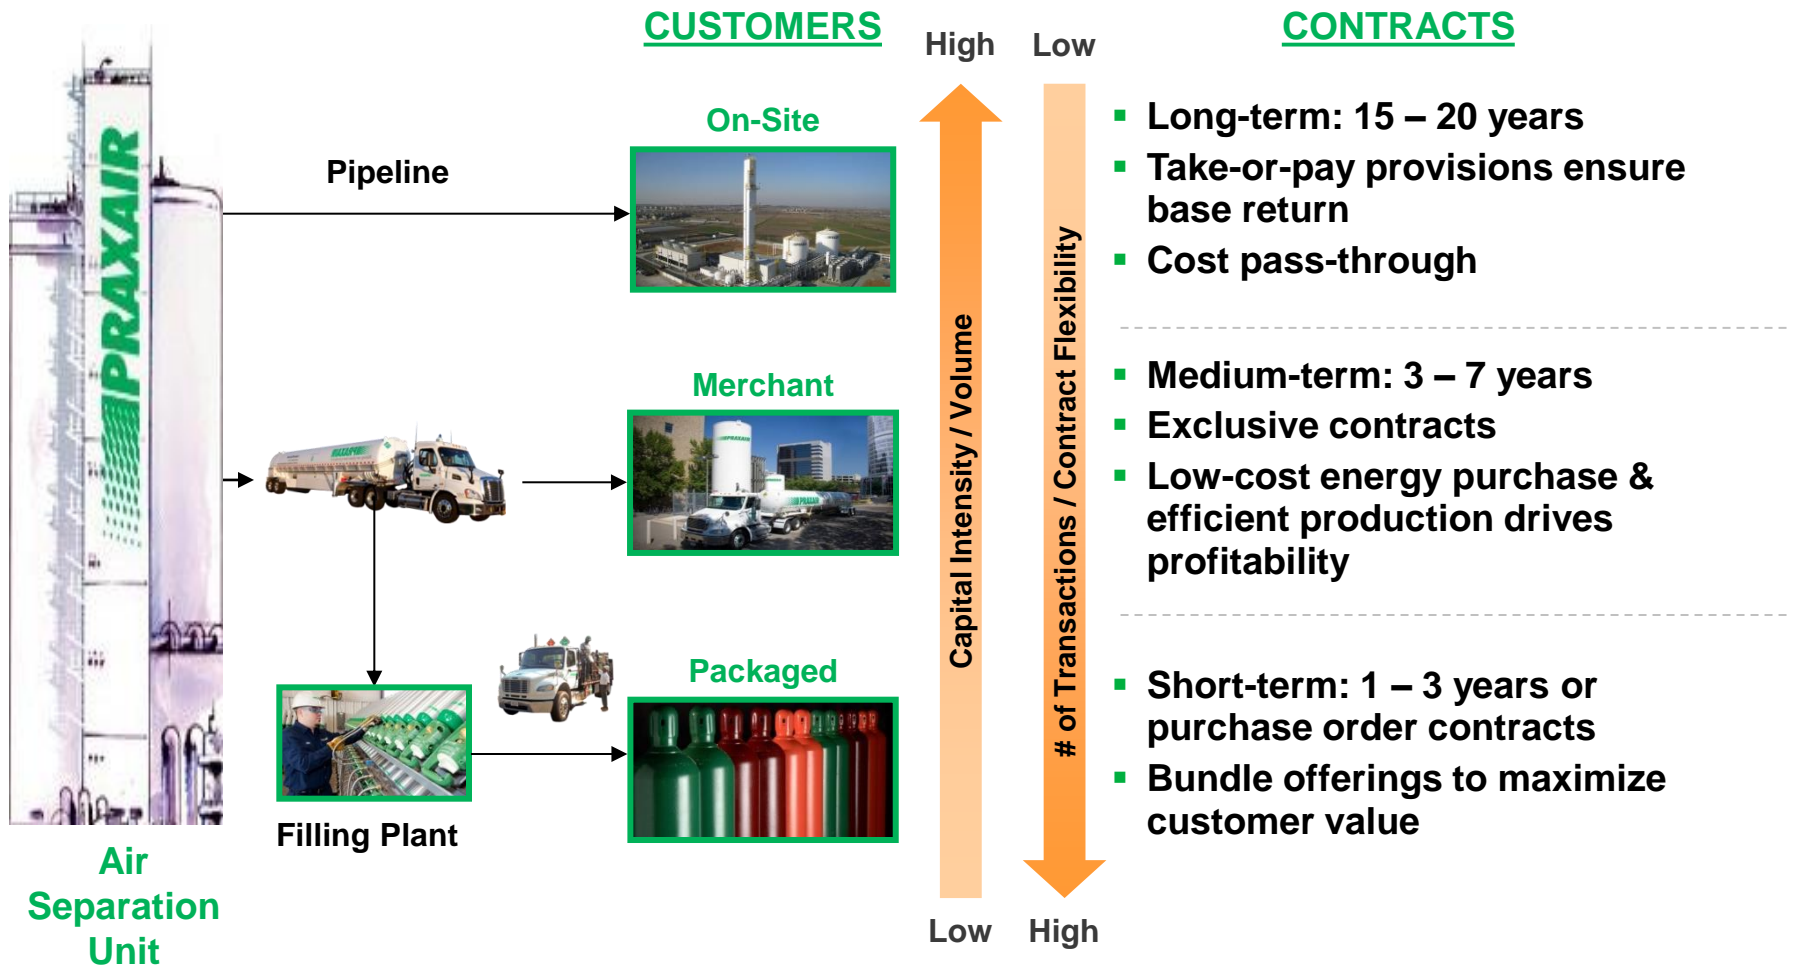 CUSTOMERS
High
Low
CONTRACTS
PRAXAIR
Pipeline
On-Site
▪ Long-term: 15 – 20 years
▪ Take-or-pay provisions ensure
base return
▪ Cost pass-through
Capital Intensity / Volume
# of Transactions / Contract Flexibility
Merchant
PRAXAIR
PRAXAIR
PRAXAIR
▪ Medium-term: 3 – 7 years
▪ Exclusive contracts
▪ Low-cost energy purchase &
efficient production drives
profitability
Packaged
▪ Short-term: 1 – 3 years or
purchase order contracts
▪ Bundle offerings to maximize
customer value
Filling Plant
Air
Separation
Unit
Low
High